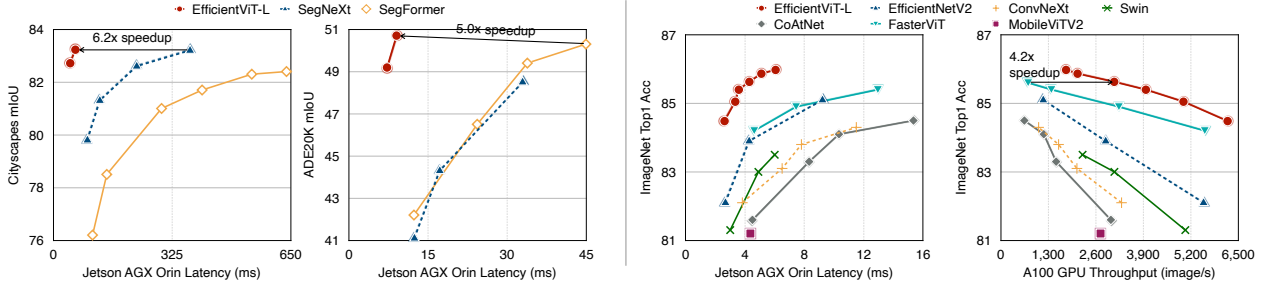 EfficientViT-L SegNeXt SegFormer
84
82
80
78
76
Cityscapes mIoU
6.2x speedup
0 325 650
Jetson AGX Orin Latency (ms)
51
49
47
45
43
41
ADE20K mIoU
5.0x speedup
0 15 30 45
Jetson AGX Orin Latency (ms)
EfficientViT-L EfficientNetV2 ConvNeXt Swin
CoAtNet FasterViT MobileViTV2
87
85
83
81
ImageNet Top1 Acc
0 4 8 12 16
Jetson AGX Orin Latency (ms)
87
85
83
81
ImageNet Top1 Acc
4.2x
speedup
0 1,300 2,600 3,900 5,200 6,500
A100 GPU Throughput (image/s)